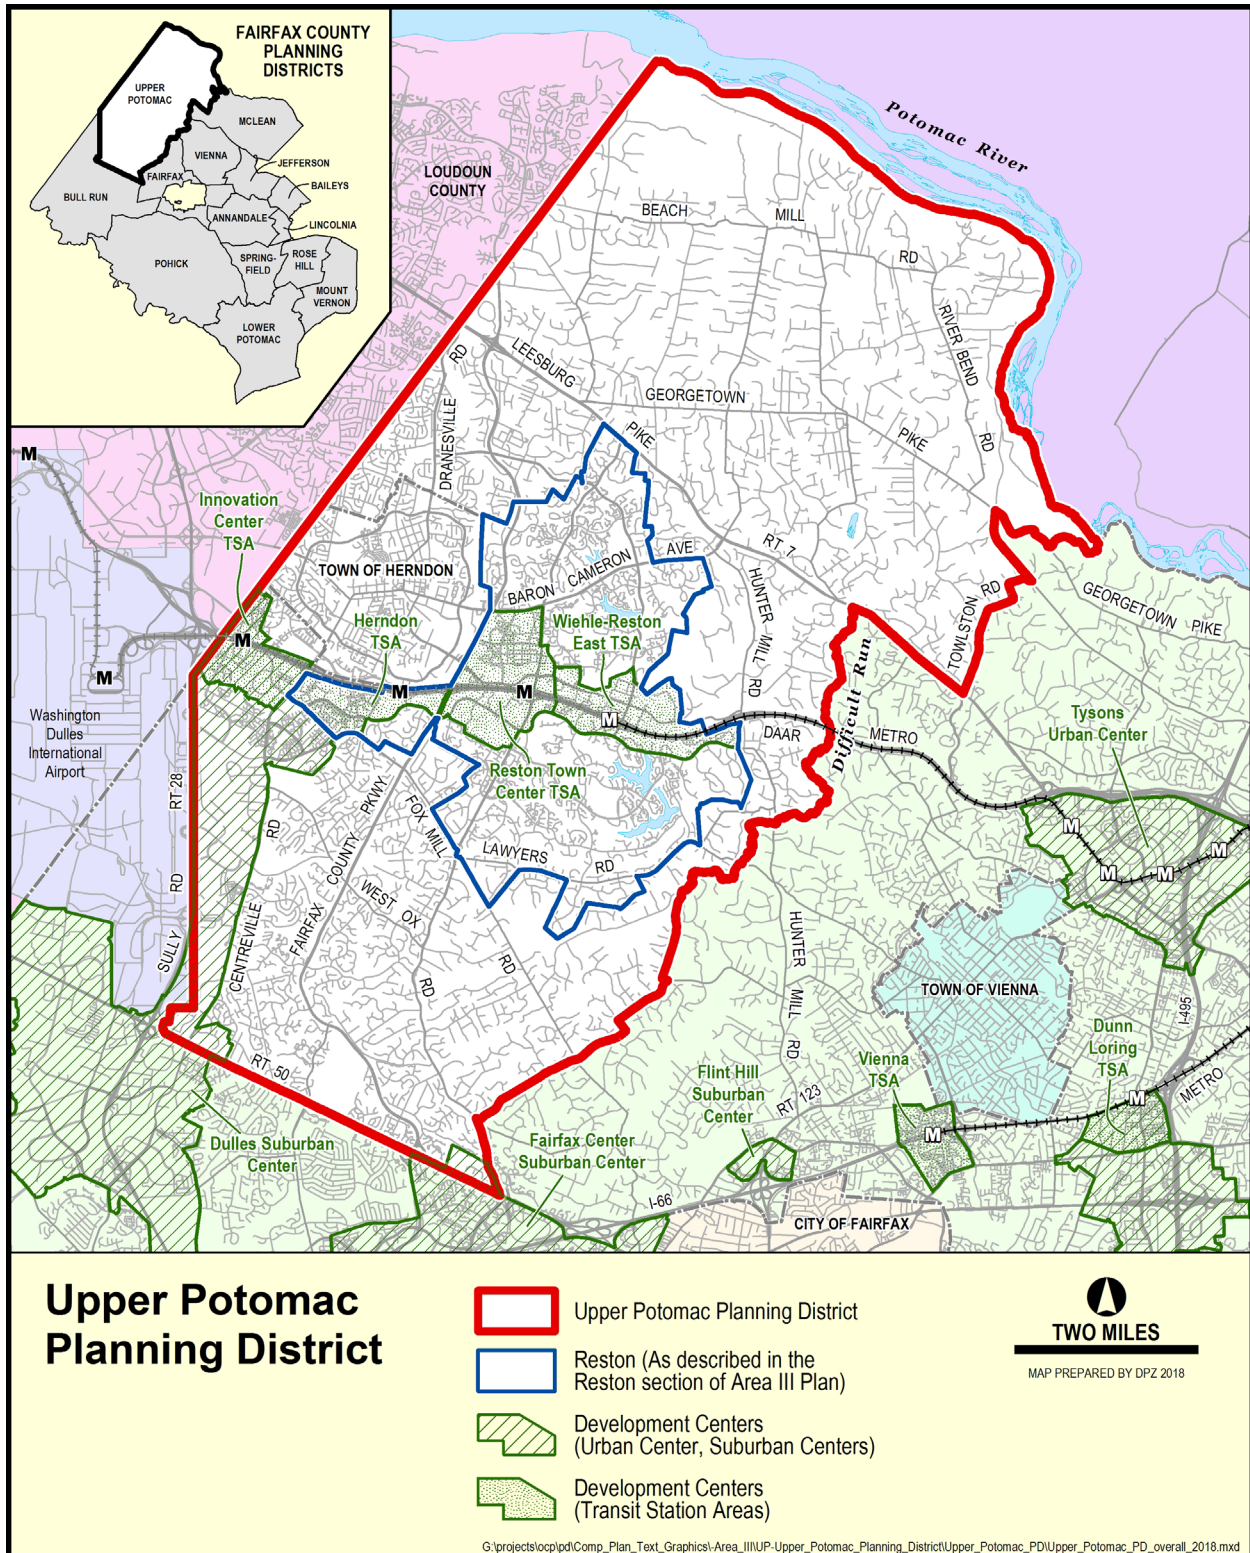 FAIRFAX COUNTY
PLANNING
DISTRICTS
UPPER
POTOMAC
MCLEAN
VIENNA
JEFFERSON
FAIRFAX
BAILEYS
BULL RUN
ANNANDALE
LINCOLNIA
POHICK
SPRING-
FIELD
ROSE
HILL
MOUNT
VERNON
LOWER
POTOMAC
LOUDOUN
COUNTY
Potomac River
BEACH MILL RD
RIVER BEND RD
LEESBURG PIKE
GEORGETOWN PIKE
DRANESVILLE RD
M
Innovation
Center
TSA
TOWN OF HERNDON
BARON CAMERON AVE
RT 7
HUNTER MILL RD
TOWLSTON RD
GEORGETOWN PIKE
Herndon
TSA
Wiehle-Reston
East TSA
M
M
M
M
M
Difficult Run
DAAR
METRO
Washington
Dulles
International
Airport
RT 28
Reston Town
Center TSA
Tysons
Urban Center
FAIRFAX COUNTY PKWY
FOX MILL RD
LAWYERS RD
M
M
M
M
WEST OX RD
CENTREVILLE RD
SULLY RD
HUNTER MILL RD
TOWN OF VIENNA
I-495
Dunn
Loring
TSA
RT 50
Flint Hill
Suburban
Center
RT 123
Vienna
TSA
M
METRO
M
Dulles Suburban
Center
Fairfax Center
Suburban Center
I-66
CITY OF FAIRFAX
Upper Potomac
Planning District
Upper Potomac Planning District
Reston (As described in the
Reston section of Area III Plan)
Development Centers
(Urban Center, Suburban Centers)
Development Centers
(Transit Station Areas)
TWO MILES
MAP PREPARED BY DPZ 2018
G:\projects\ocp\pd\Comp_Plan_Text_Graphics\-Area_III\UP-Upper_Potomac_Planning_District\Upper_Potomac_PD\Upper_Potomac_PD_overall_2018.mxd